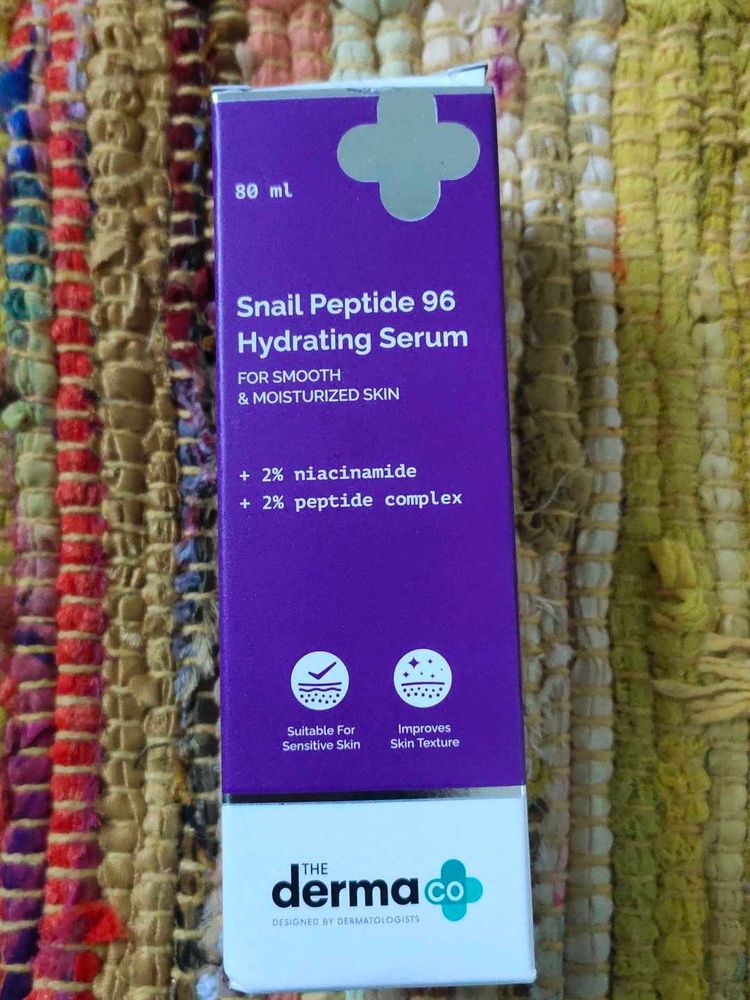 80 ml
Snail Peptide 96
Hydrating Serum
FOR SMOOTH
& MOISTURIZED SKIN
+ 2% niacinamide
+ 2% peptide complex
Suitable For
Sensitive Skin
Improves
Skin Texture
THE
derma co
DESIGNED BY DERMATOLOGISTS